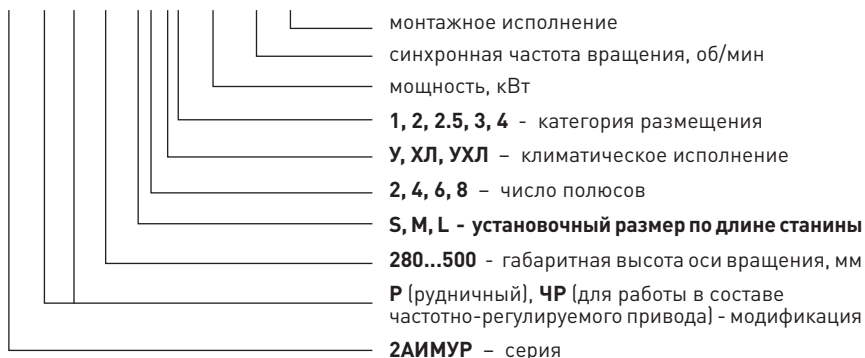 монтажное исполнение
синхронная частота вращения, об/мин
мощность, кВт
1, 2, 2.5, 3, 4 - категория размещения
У, ХЛ, УХЛ – климатическое исполнение
2, 4, 6, 8 – число полюсов
S, M, L - установочный размер по длине станины
280...500 - габаритная высота оси вращения, мм
Р (рудничный), ЧР (для работы в составе
частотно-регулируемого привода) - модификация
2АИМУР – серия